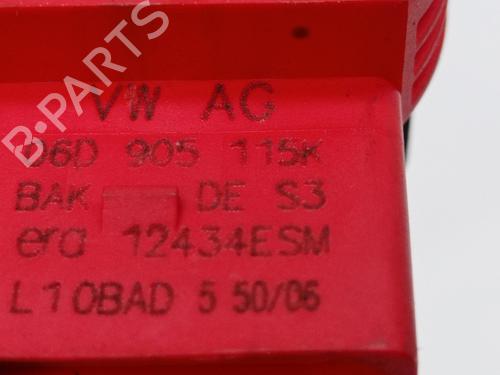 B-PARTS
VW AG
06D 905 115K
BAK DE S3
era 12434ESM
L10BAD 5 50/06